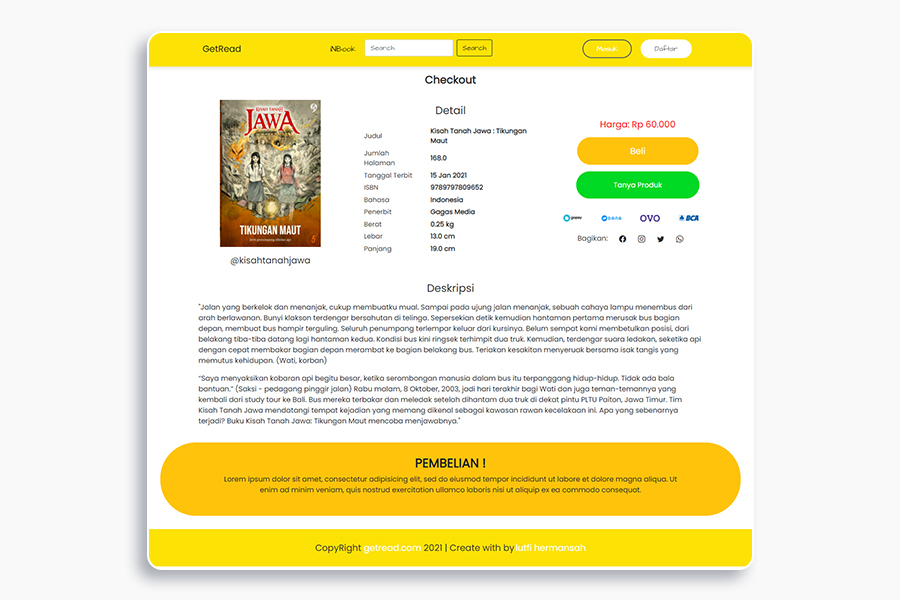 GetRead
iNBook
Search
Search
Masuk
Daftar
Checkout
KISAH TANAH
JAWA
TIKUNGAN MAUT
@kisahtanahjawa
Detail
Judul Kisah Tanah Jawa : Tikungan
Maut
Jumlah
Halaman 168.0
Tanggal Terbit 15 Jan 2021
ISBN 9789797809652
Bahasa Indonesia
Penerbit Gagas Media
Berat 0.25 kg
Lebar 13.0 cm
Panjang 19.0 cm
Harga: Rp 60.000
Beli
Tanya Produk
gopay DANA OVO BCA
Bagikan:
Deskripsi
"Jalan yang berkelok dan menanjak, cukup membuatku mual. Sampai pada ujung jalan menanjak, sebuah cahaya lampu menembus dari
arah berlawanan. Bunyi klakson terdengar bersahutan di telinga. Sepersekian detik kemudian hantaman pertama merusak bus bagian
depan, membuat bus hampir terguling. Seluruh penumpang terlempar keluar dari kursinya. Belum sempat kami membetulkan posisi, dari
belakang tiba-tiba datang lagi hantaman kedua. Kondisi bus kini ringsek terhimpit dua truk. Kemudian, terdengar suara ledakan, seketika api
dengan cepat membakar bagian depan merambat ke bagian belakang bus. Teriakan kesakitan menyeruak bersama isak tangis yang
memutus kehidupan. (Wati, korban)
"Saya menyaksikan kobaran api begitu besar, ketika serombongan manusia dalam bus itu terpanggang hidup-hidup. Tidak ada bala
bantuan." (Saksi - pedagang pinggir jalan) Rabu malam, 8 Oktober, 2003, jadi hari terakhir bagi Wati dan juga teman-temannya yang
kembali dari study tour ke Bali. Bus mereka terbakar dan meledak setelah dihantam dua truk di dekat pintu PLTU Paiton, Jawa Timur. Tim
Kisah Tanah Jawa mendatangi tempat kejadian yang memang dikenal sebagai kawasan rawan kecelakaan ini. Apa yang sebenarnya
terjadi? Buku Kisah Tanah Jawa: Tikungan Maut mencoba menjawabnya."
PEMBELIAN !
Lorem ipsum dolor sit amet, consectetur adipisicing elit, sed do eiusmod tempor incididunt ut labore et dolore magna aliqua. Ut
enim ad minim veniam, quis nostrud exercitation ullamco laboris nisi ut aliquip ex ea commodo consequat.
CopyRight getread.com 2021 | Create with by lutfi hermansah